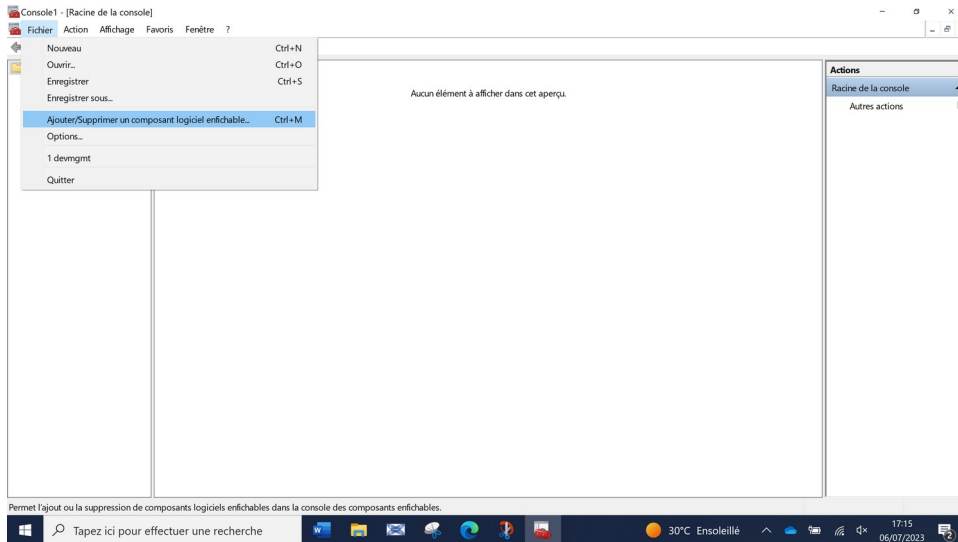 Console1 - [Racine de la console]
Fichier Action Affichage Favoris Fenêtre ?
Nouveau Ctrl+N
Ouvrir... Ctrl+O
Enregistrer Ctrl+S
Enregistrer sous...
Ajouter/Supprimer un composant logiciel enfichable... Ctrl+M
Options...
1 devmgmt
Quitter
Aucun élément à afficher dans cet aperçu.
Actions
Racine de la console
Autres actions
Permet l'ajout ou la suppression de composants logiciels enfichables dans la console des composants enfichables.
Tapez ici pour effectuer une recherche
30°C Ensoleillé
17:15
06/07/2023
2